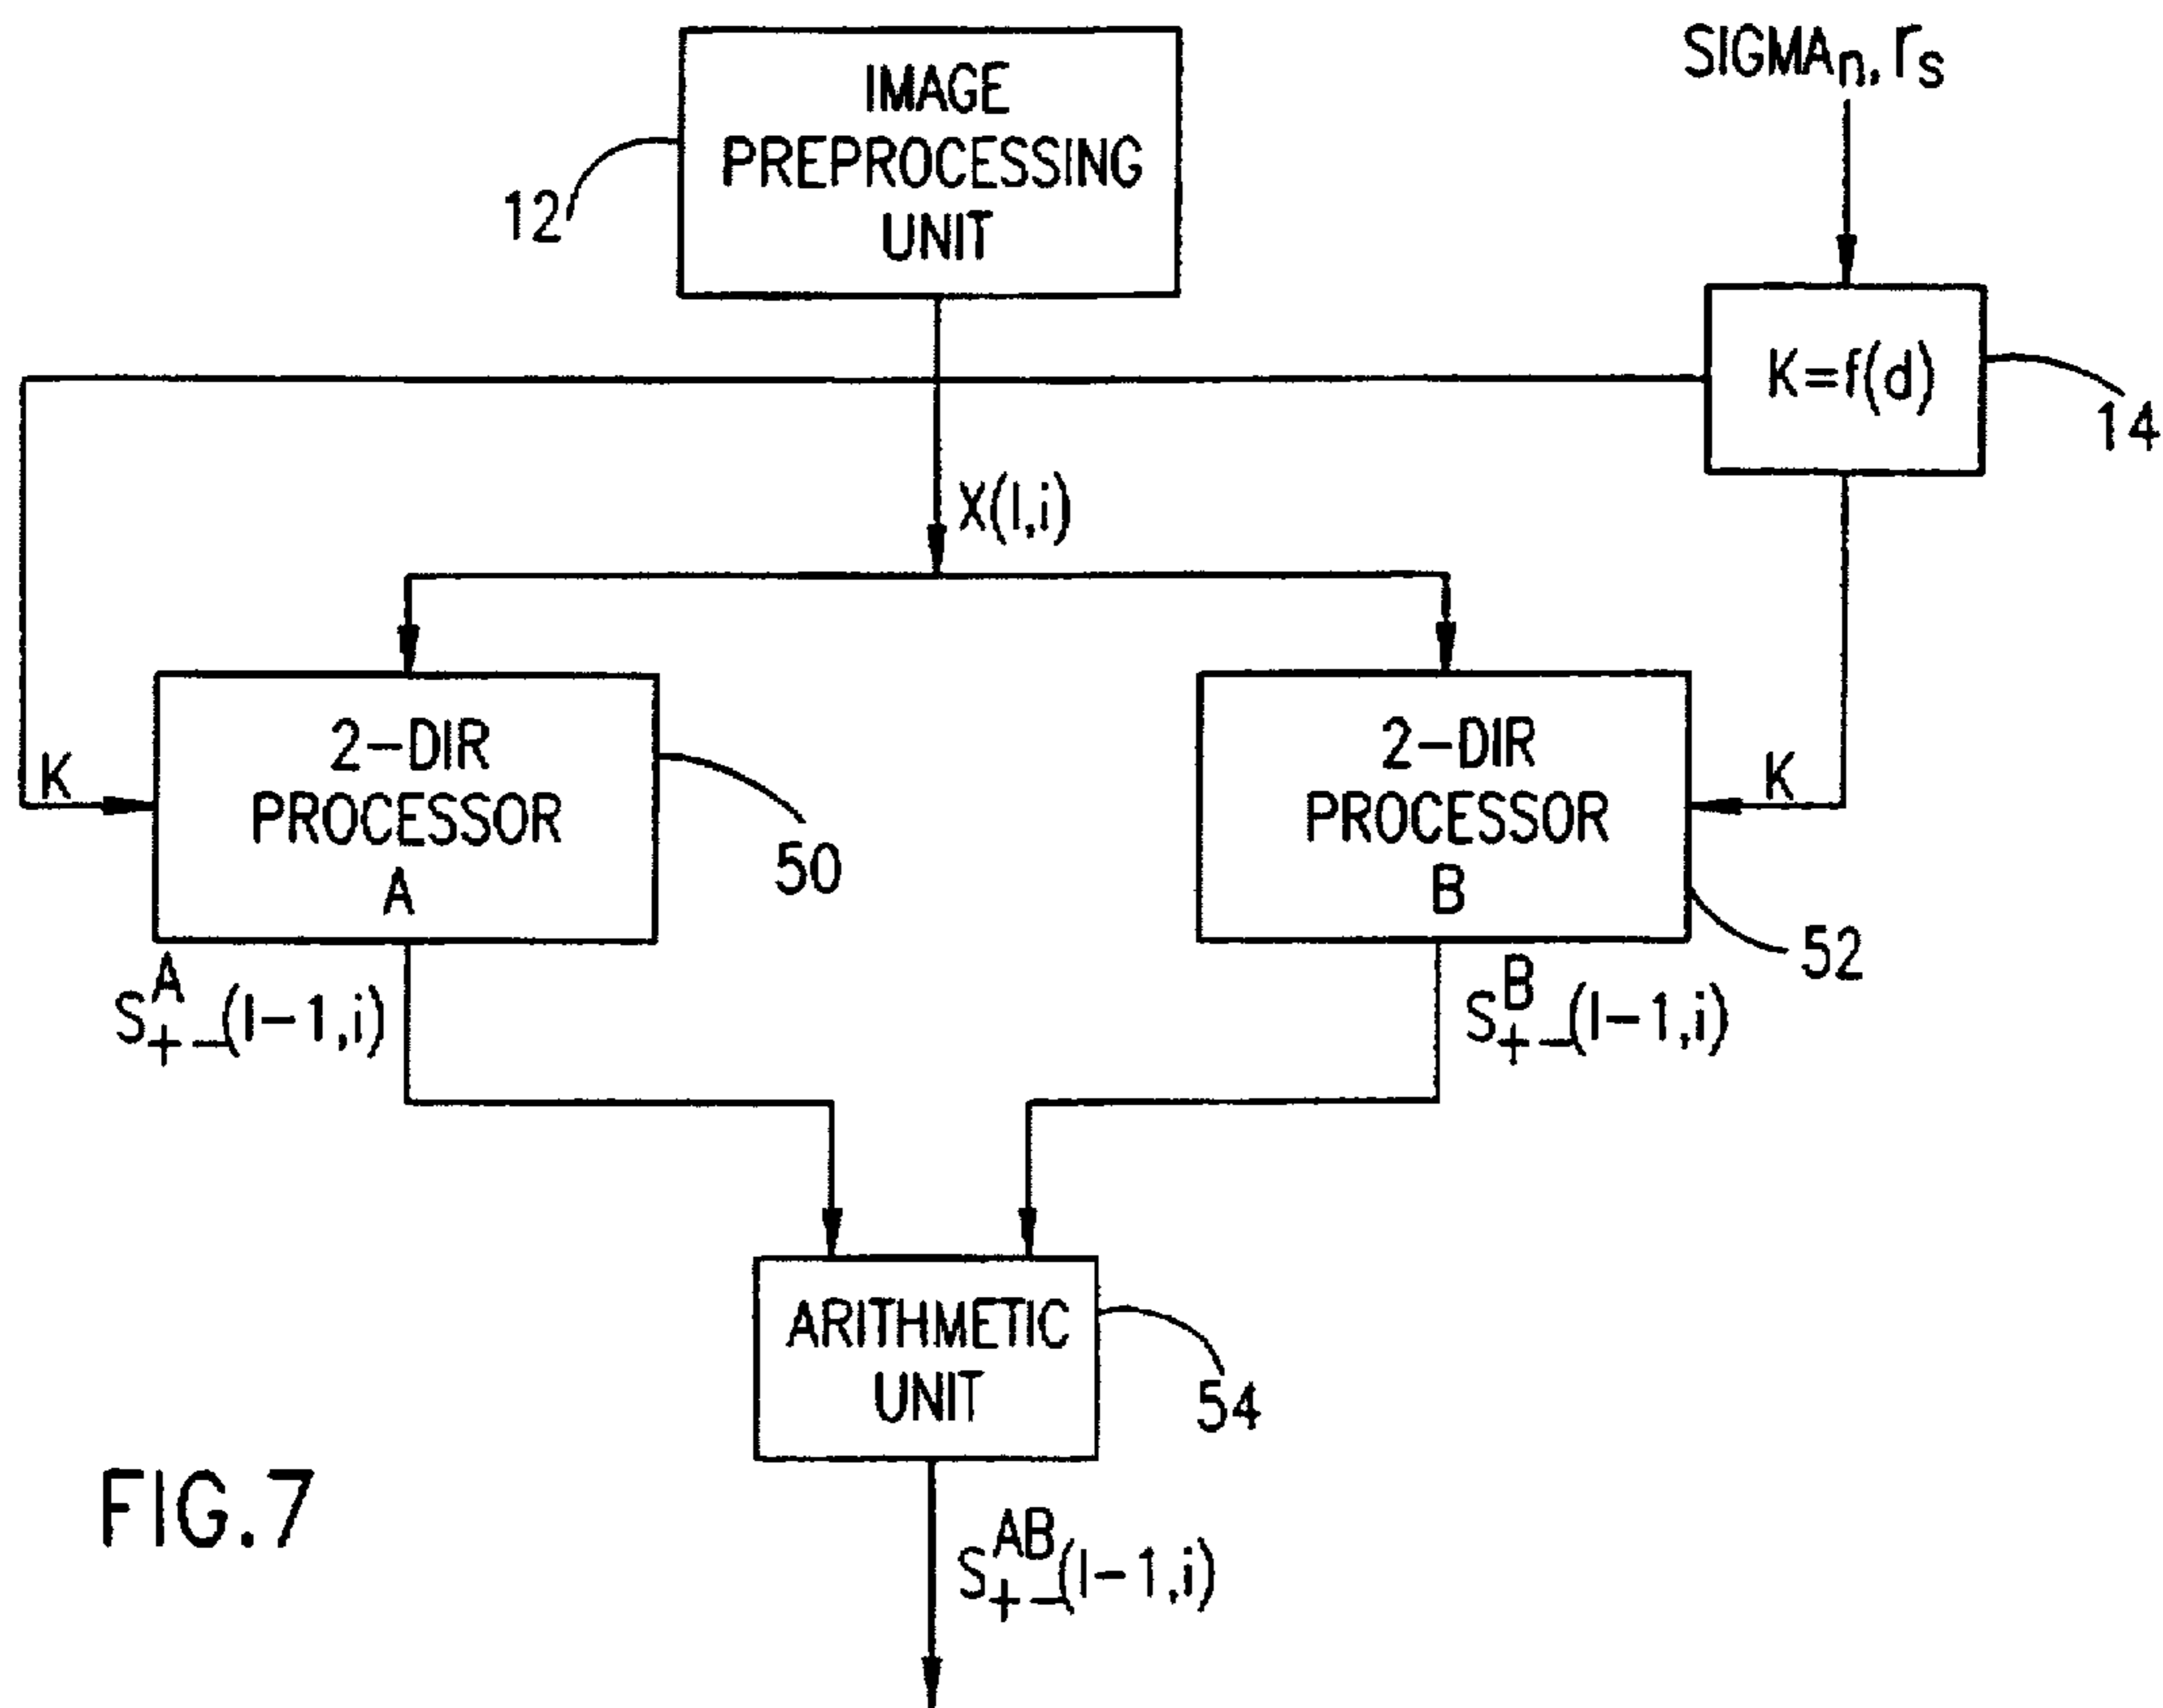 IMAGE
PREPROCESSING
UNIT
12
SIGMAn, rs
K=f(d)
14
X(l,i)
K
2-DIR
PROCESSOR
A
50
2-DIR
PROCESSOR
B
K
52
S+-^A(l-1,i)
S+-^B(l-1,i)
ARITHMETIC
UNIT
54
S+-^AB(l-1,i)
FIG.7